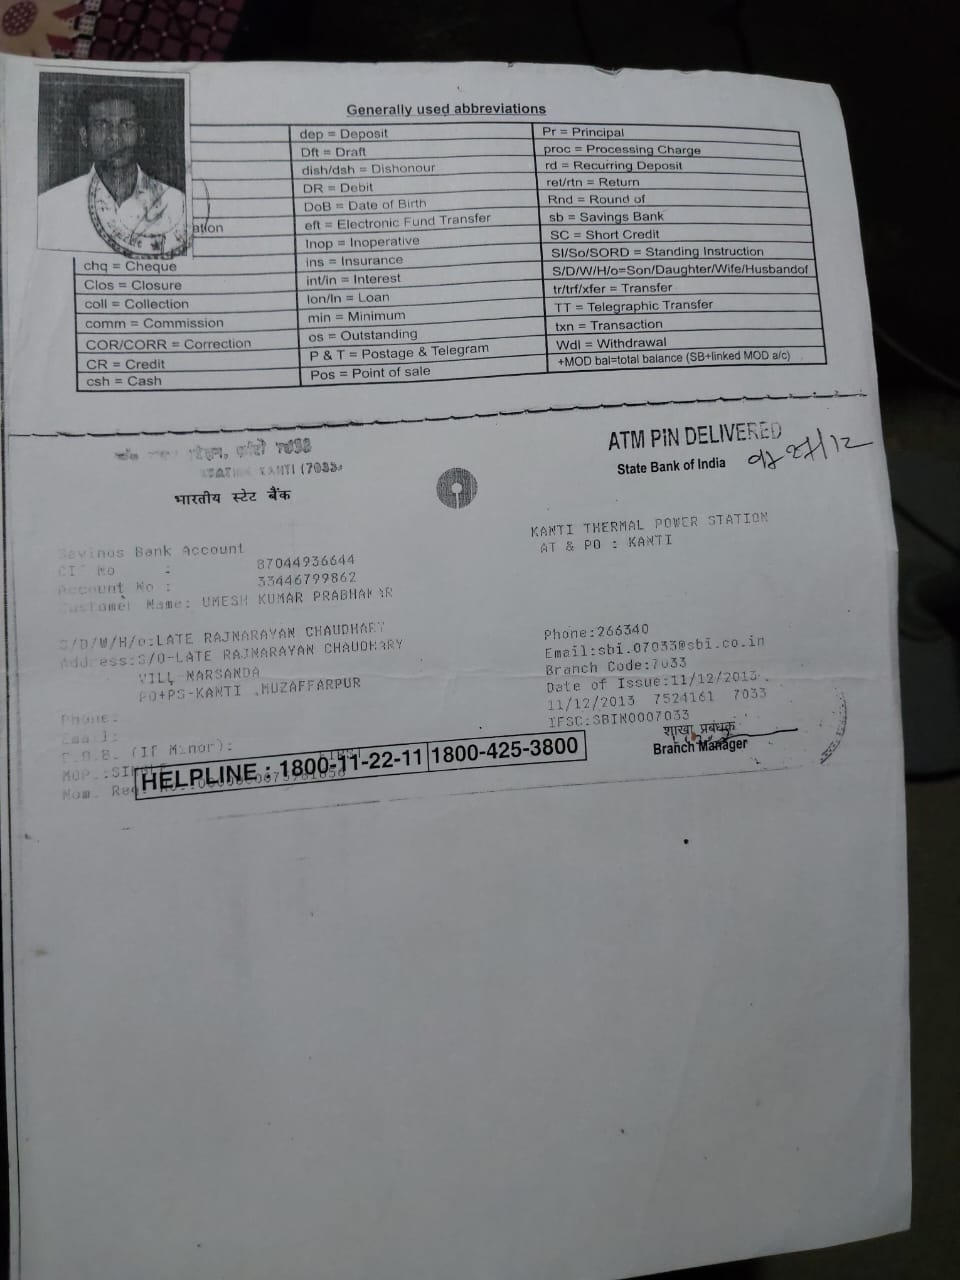 Generally used abbreviations
ation
chq = Cheque
Clos = Closure
coll = Collection
comm = Commission
COR/CORR = Correction
CR = Credit
csh = Cash
dep = Deposit
Dft = Draft
dish/dsh = Dishonour
DR = Debit
DoB = Date of Birth
eft = Electronic Fund Transfer
Inop = Inoperative
ins = Insurance
int/in = Interest
lon/ln = Loan
min = Minimum
os = Outstanding
P & T = Postage & Telegram
Pos = Point of sale
Pr = Principal
proc = Processing Charge
rd = Recurring Deposit
ret/rtn = Return
Rnd = Round of
sb = Savings Bank
SC = Short Credit
SI/So/SORD = Standing Instruction
S/D/W/H/o=Son/Daughter/Wife/Husbandof
tr/trf/xfer = Transfer
TT = Telegraphic Transfer
txn = Transaction
Wdl = Withdrawal
+MOD bal=total balance (SB+linked MOD a/c)
7033
KANTI (7033)
भारतीय स्टेट बैंक
ATM PIN DELIVERED
State Bank of India
27/12
KANTI THERMAL POWER STATION
AT & PO : KANTI
Savings Bank Account
CIF No : 87044936644
Account No : 33446799862
Customer Name: UMESH KUMAR PRABHAKAR
S/D/W/H/o:LATE RAJNARAYAN CHAUDHARY
Address:S/O-LATE RAJNARAYAN CHAUDHARY
VILL NARSANDA
PO+PS-KANTI ,MUZAFFARPUR
Phone:
Email:
D.O.B. (If Minor):
MOP.:SINGLE
Nom. Reg.
HELPLINE : 1800-11-22-11 1800-425-3800
Phone:266340
Email:sbi.07033@sbi.co.in
Branch Code:7033
Date of Issue:11/12/2013
11/12/2013 7524161 7033
IFSC:SBIN0007033
शाखा प्रबंधक
Branch Manager